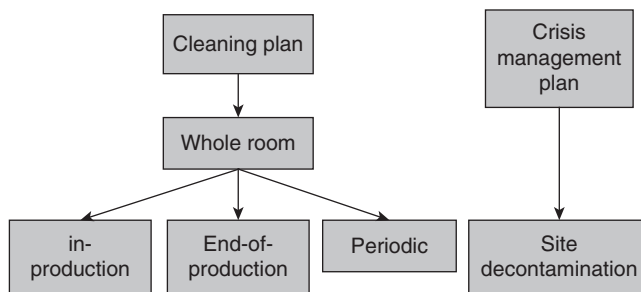 Cleaning plan
Crisis
management
plan
Whole room
in-
production
End-of-
production
Periodic
Site
decontamination